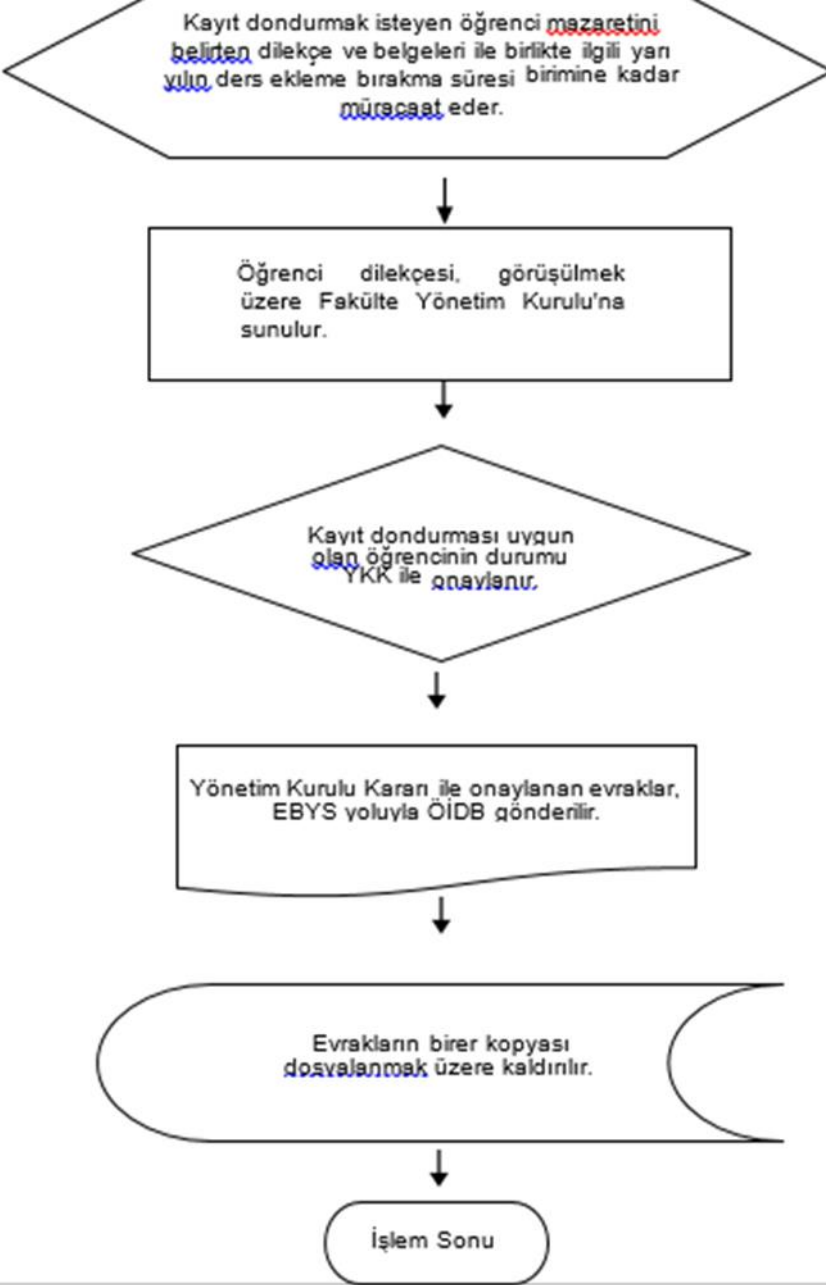 Kayıt dondurmak isteyen öğrenci mazaretini
belirten dilekçe ve belgeleri ile birlikte ilgili yarı
yılın ders ekleme bırakma süresi birimine kadar
müracaat eder.
Öğrenci dilekçesi, görüşülmek
üzere Fakülte Yönetim Kurulu'na
sunulur.
Kayıt dondurması uygun
olan öğrencinin durumu
YKK ile onaylanır.
Yönetim Kurulu Kararı ile onaylanan evraklar,
EBYS yoluyla ÖİDB gönderilir.
Evrakların birer kopyası
dosyalanmak üzere kaldırılır.
İşlem Sonu